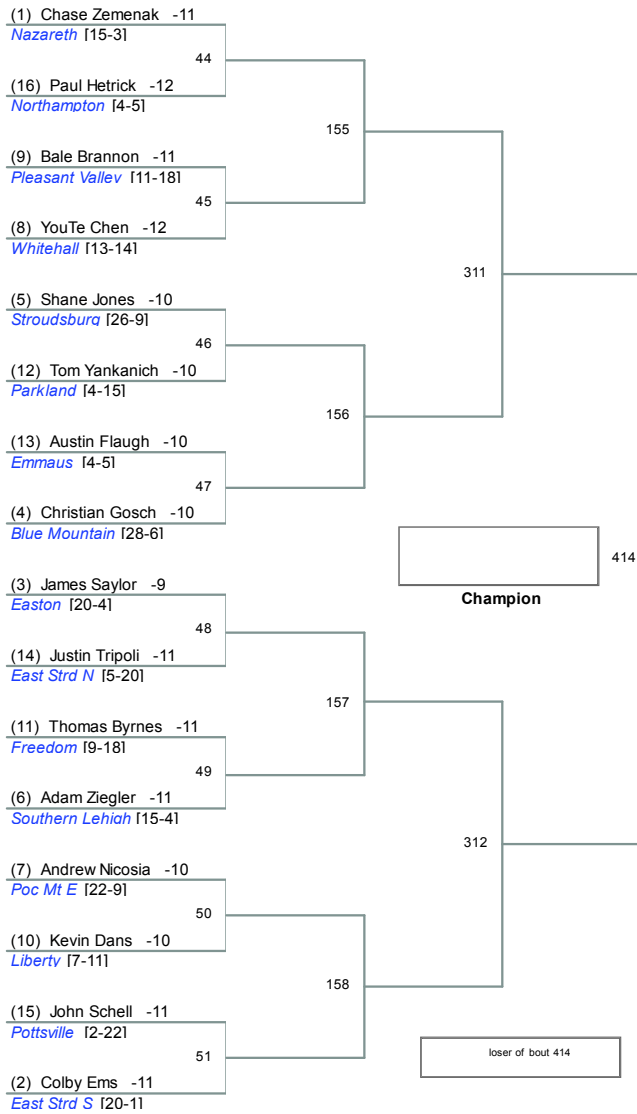 (1) Chase Zemenak -11
Nazareth [15-3]
44
(16) Paul Hetrick -12
Northampton [4-5]
155
(9) Bale Brannon -11
Pleasant Valley [11-18]
45
(8) YouTe Chen -12
Whitehall [13-14]
311
(5) Shane Jones -10
Stroudsburg [26-9]
46
(12) Tom Yankanich -10
Parkland [4-15]
156
(13) Austin Flaugh -10
Emmaus [4-5]
47
(4) Christian Gosch -10
Blue Mountain [28-6]
414
Champion
(3) James Saylor -9
Easton [20-4]
48
(14) Justin Tripoli -11
East Strd N [5-20]
157
(11) Thomas Byrnes -11
Freedom [9-18]
49
(6) Adam Ziegler -11
Southern Lehigh [15-4]
312
(7) Andrew Nicosia -10
Poc Mt E [22-9]
50
(10) Kevin Dans -10
Liberty [7-11]
158
(15) John Schell -11
Pottsville [2-22]
51
loser of bout 414
(2) Colby Ems -11
East Strd S [20-1]